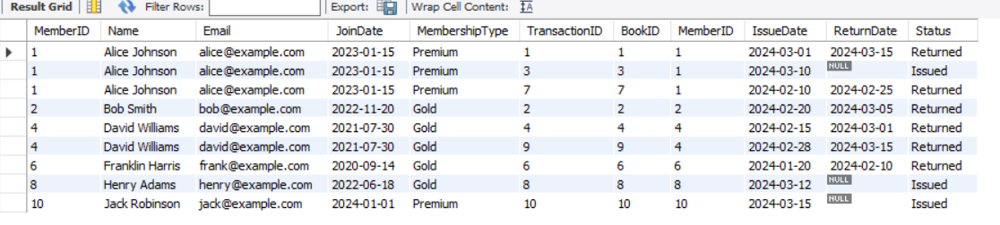 Result Grid Filter Rows: Export: Wrap Cell Content: IA
MemberID Name Email JoinDate MembershipType TransactionID BookID MemberID IssueDate ReturnDate Status
1 Alice Johnson alice@example.com 2023-01-15 Premium 1 1 1 2024-03-01 2024-03-15 Returned
1 Alice Johnson alice@example.com 2023-01-15 Premium 3 3 1 2024-03-10 NULL Issued
1 Alice Johnson alice@example.com 2023-01-15 Premium 7 7 1 2024-02-10 2024-02-25 Returned
2 Bob Smith bob@example.com 2022-11-20 Gold 2 2 2 2024-02-20 2024-03-05 Returned
4 David Williams david@example.com 2021-07-30 Gold 4 4 4 2024-02-15 2024-03-01 Returned
4 David Williams david@example.com 2021-07-30 Gold 9 9 4 2024-02-28 2024-03-15 Returned
6 Franklin Harris frank@example.com 2020-09-14 Gold 6 6 6 2024-01-20 2024-02-10 Returned
8 Henry Adams henry@example.com 2022-06-18 Gold 8 8 8 2024-03-12 NULL Issued
10 Jack Robinson jack@example.com 2024-01-01 Premium 10 10 10 2024-03-15 NULL Issued